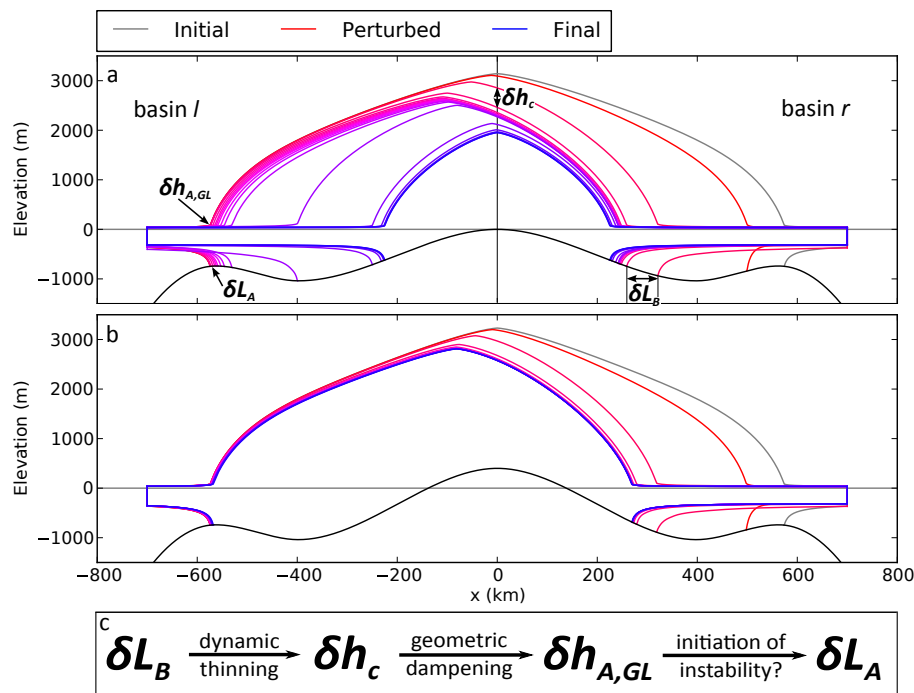 Initial Perturbed Final
a
basin l
basin r
δh_c
δh_A,GL
δL_A
δL_B
Elevation (m)
3000
2000
1000
0
−1000
b
Elevation (m)
3000
2000
1000
0
−1000
−800 −600 −400 −200 0 200 400 600 800
x (km)
c
δL_B dynamic thinning δh_c geometric dampening δh_A,GL initiation of instability? δL_A